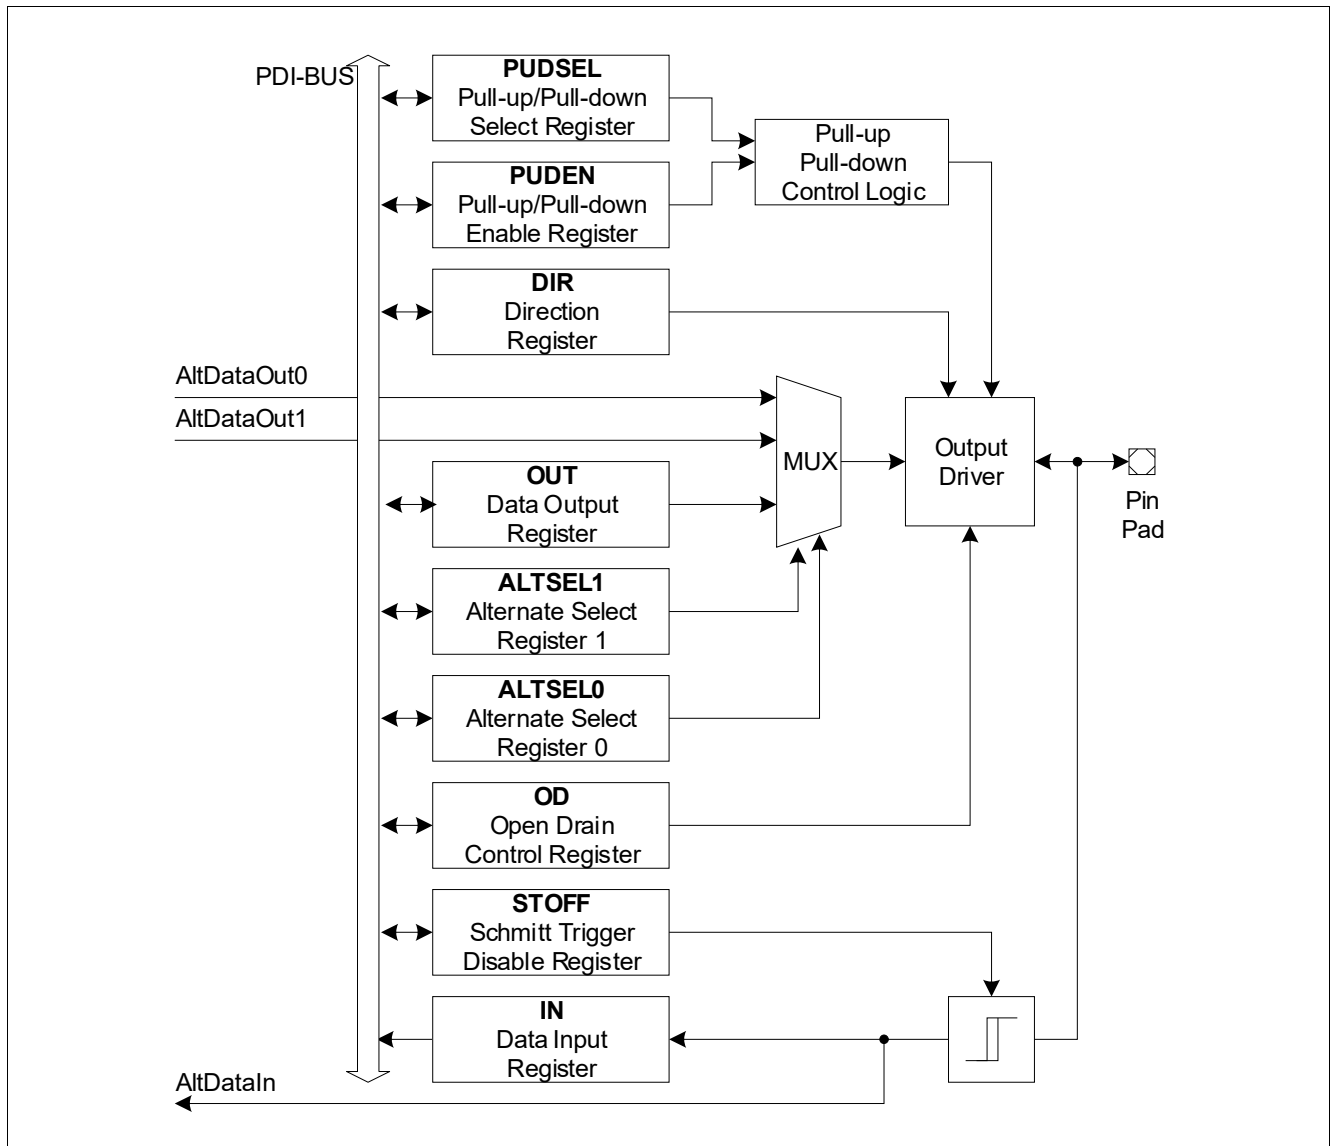 PDI-BUS
PUDSEL
Pull-up/Pull-down
Select Register
Pull-up
Pull-down
Control Logic
PUDEN
Pull-up/Pull-down
Enable Register
DIR
Direction
Register
AltDataOut0
AltDataOut1
MUX
Output
Driver
Pin
Pad
OUT
Data Output
Register
ALTSEL1
Alternate Select
Register 1
ALTSEL0
Alternate Select
Register 0
OD
Open Drain
Control Register
STOFF
Schmitt Trigger
Disable Register
IN
Data Input
Register
AltDataIn